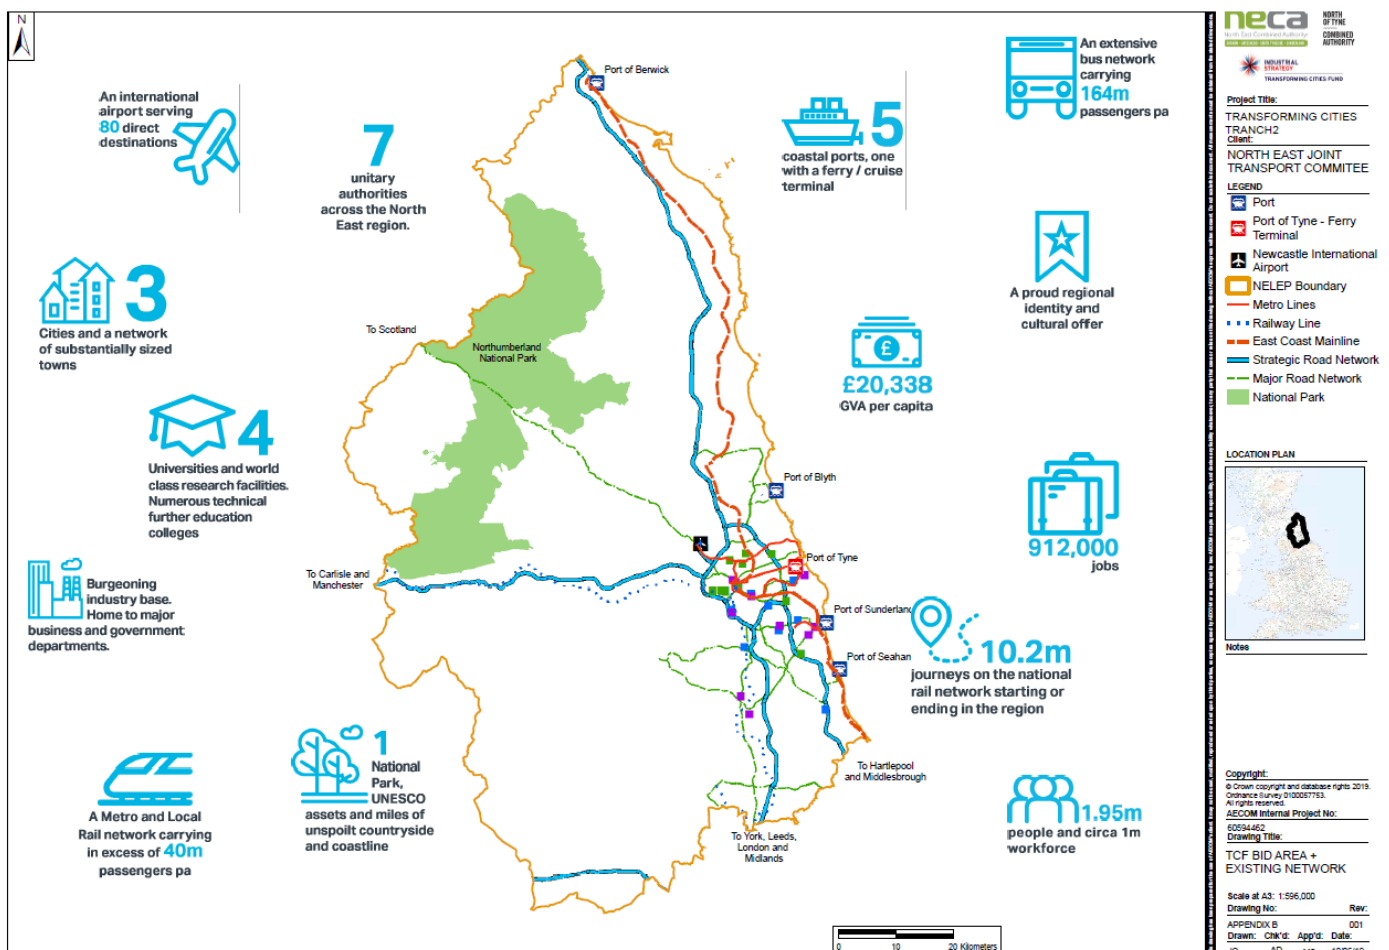 N
An international
airport serving
80 direct
destinations
7
unitary
authorities
across the North
East region.
3
Cities and a network
of substantially sized
towns
4
Universities and world
class research facilities.
Numerous technical
further education
colleges
Burgeoning
industry base.
Home to major
business and government
departments.
A Metro and Local
Rail network carrying
in excess of 40m
passengers pa
1
National
Park,
UNESCO
assets and miles of
unspoilt countryside
and coastline
Port of Berwick
To Scotland
Northumberland
National Park
Port of Blyth
Port of Tyne
To Carlisle and
Manchester
Port of Sunderland
Port of Seahan
To Hartlepool
and Middlesbrough
To York, Leeds,
London and
Midlands
5
coastal ports, one
with a ferry / cruise
terminal
An extensive
bus network
carrying
164m
passengers pa
A proud regional
identity and
cultural offer
£
£20,338
GVA per capita
912,000
jobs
10.2m
journeys on the national
rail network starting or
ending in the region
1.95m
people and circa 1m
workforce
0 10 20 Kilometers
neca
North East Combined Authority
NORTH
OF TYNE
COMBINED
AUTHORITY
INDUSTRIAL
STRATEGY
TRANSFORMING CITIES FUND
Project Title:
TRANSFORMING CITIES
TRANCH2
Client:
NORTH EAST JOINT
TRANSPORT COMMITEE
LEGEND
Port
Port of Tyne - Ferry
Terminal
Newcastle International
Airport
NELEP Boundary
Metro Lines
Railway Line
East Coast Mainline
Strategic Road Network
Major Road Network
National Park
LOCATION PLAN
Notes
Copyright:
© Crown copyright and database rights 2019.
Ordnance Survey 0100057753.
All rights reserved.
AECOM Internal Project No:
60594462
Drawing Title:
TCF BID AREA +
EXISTING NETWORK
Scale at A3: 1:596,000
Drawing No: Rev:
APPENDIX B 001
Drawn: Chk'd: App'd: Date: